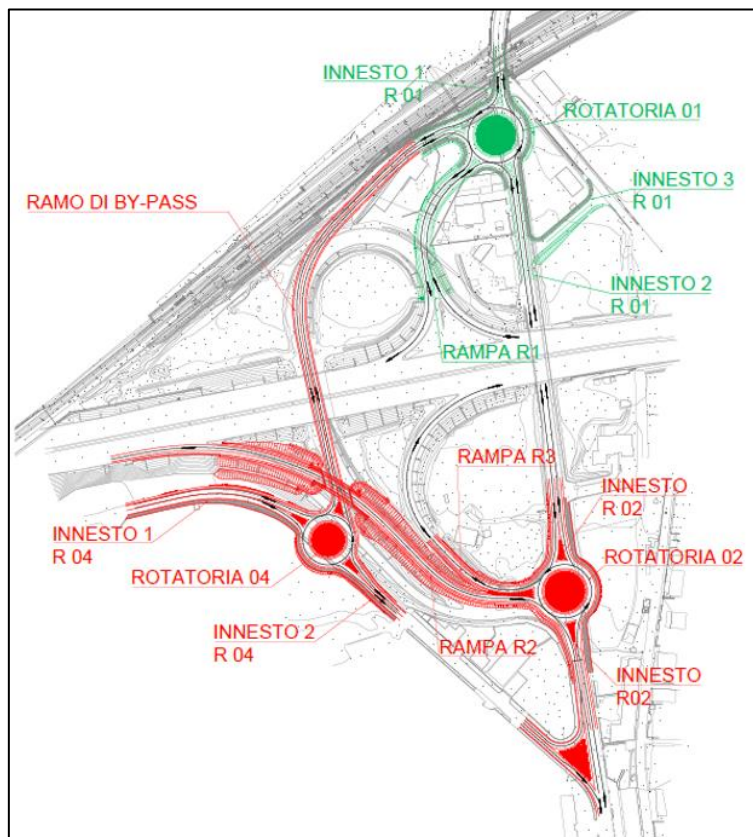 INNESTO 1
R 01
ROTATORIA 01
INNESTO 3
R 01
RAMO DI BY-PASS
INNESTO 2
R 01
RAMPA R1
RAMPA R3
INNESTO
R 02
INNESTO 1
R 04
ROTATORIA 02
ROTATORIA 04
INNESTO 2
R 04
RAMPA R2
INNESTO
R02